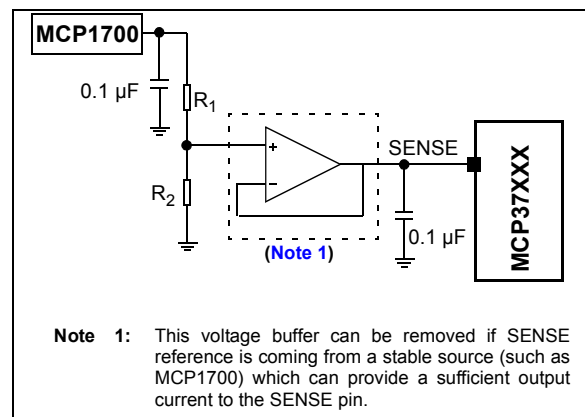 MCP1700
0.1 µF
R1
R2
SENSE
0.1 µF
MCP37XXX
(Note 1)
Note 1: This voltage buffer can be removed if SENSE
reference is coming from a stable source (such as
MCP1700) which can provide a sufficient output
current to the SENSE pin.